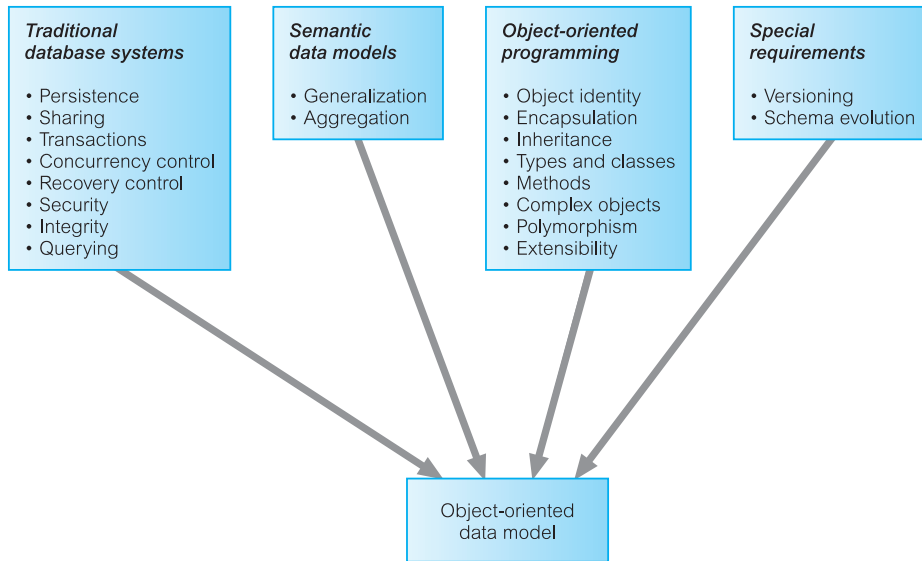 Traditional
database systems
• Persistence
• Sharing
• Transactions
• Concurrency control
• Recovery control
• Security
• Integrity
• Querying
Semantic
data models
• Generalization
• Aggregation
Object-oriented
programming
• Object identity
• Encapsulation
• Inheritance
• Types and classes
• Methods
• Complex objects
• Polymorphism
• Extensibility
Special
requirements
• Versioning
• Schema evolution
Object-oriented
data model